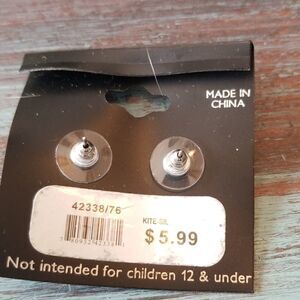 MADE IN
CHINA
42338/76
KITE-SIL
$5.99
Not intended for children 12 & under